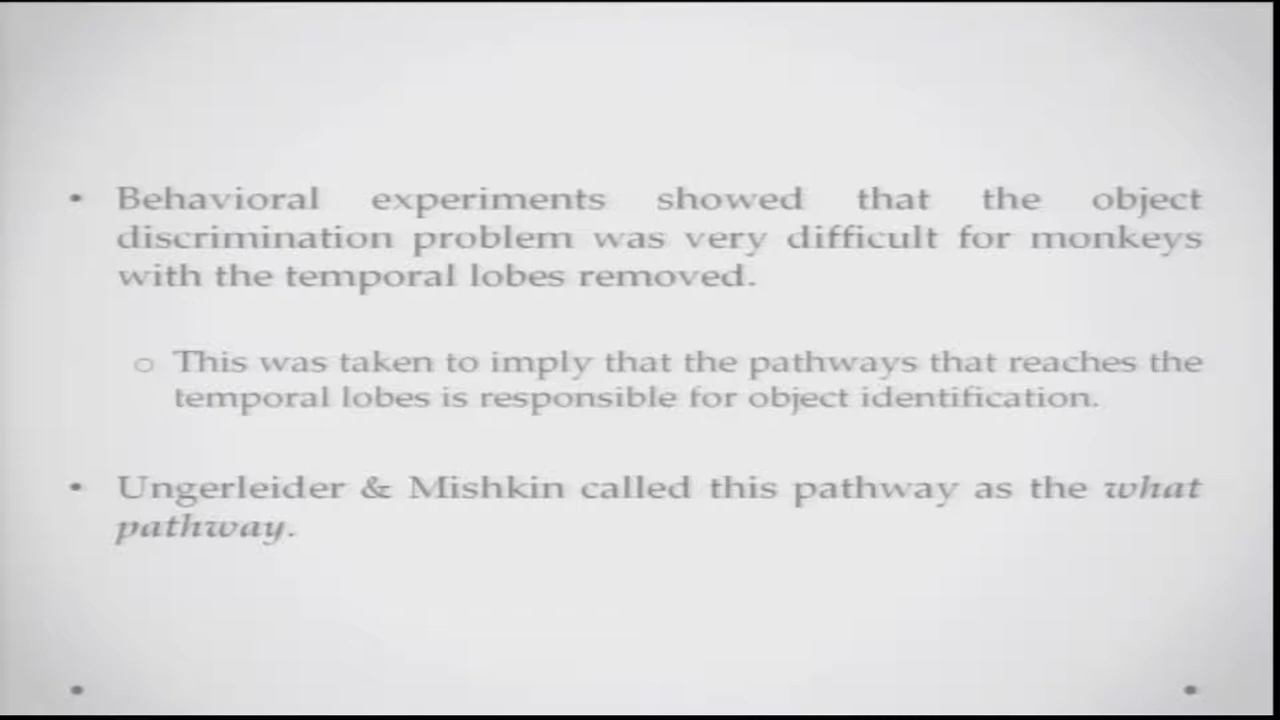 • Behavioral experiments showed that the object
discrimination problem was very difficult for monkeys
with the temporal lobes removed.
o This was taken to imply that the pathways that reaches the
temporal lobes is responsible for object identification.
• Ungerleider & Mishkin called this pathway as the what
pathway.